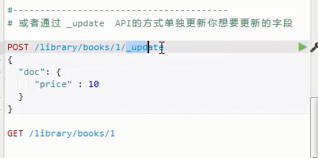 #-----------------------------------
# 或者通过 _update  API的方式单独更新你想要更新的字段
POST /library/books/1/_update
{
  "doc": {
    "price" : 10
  }
}
GET /library/books/1